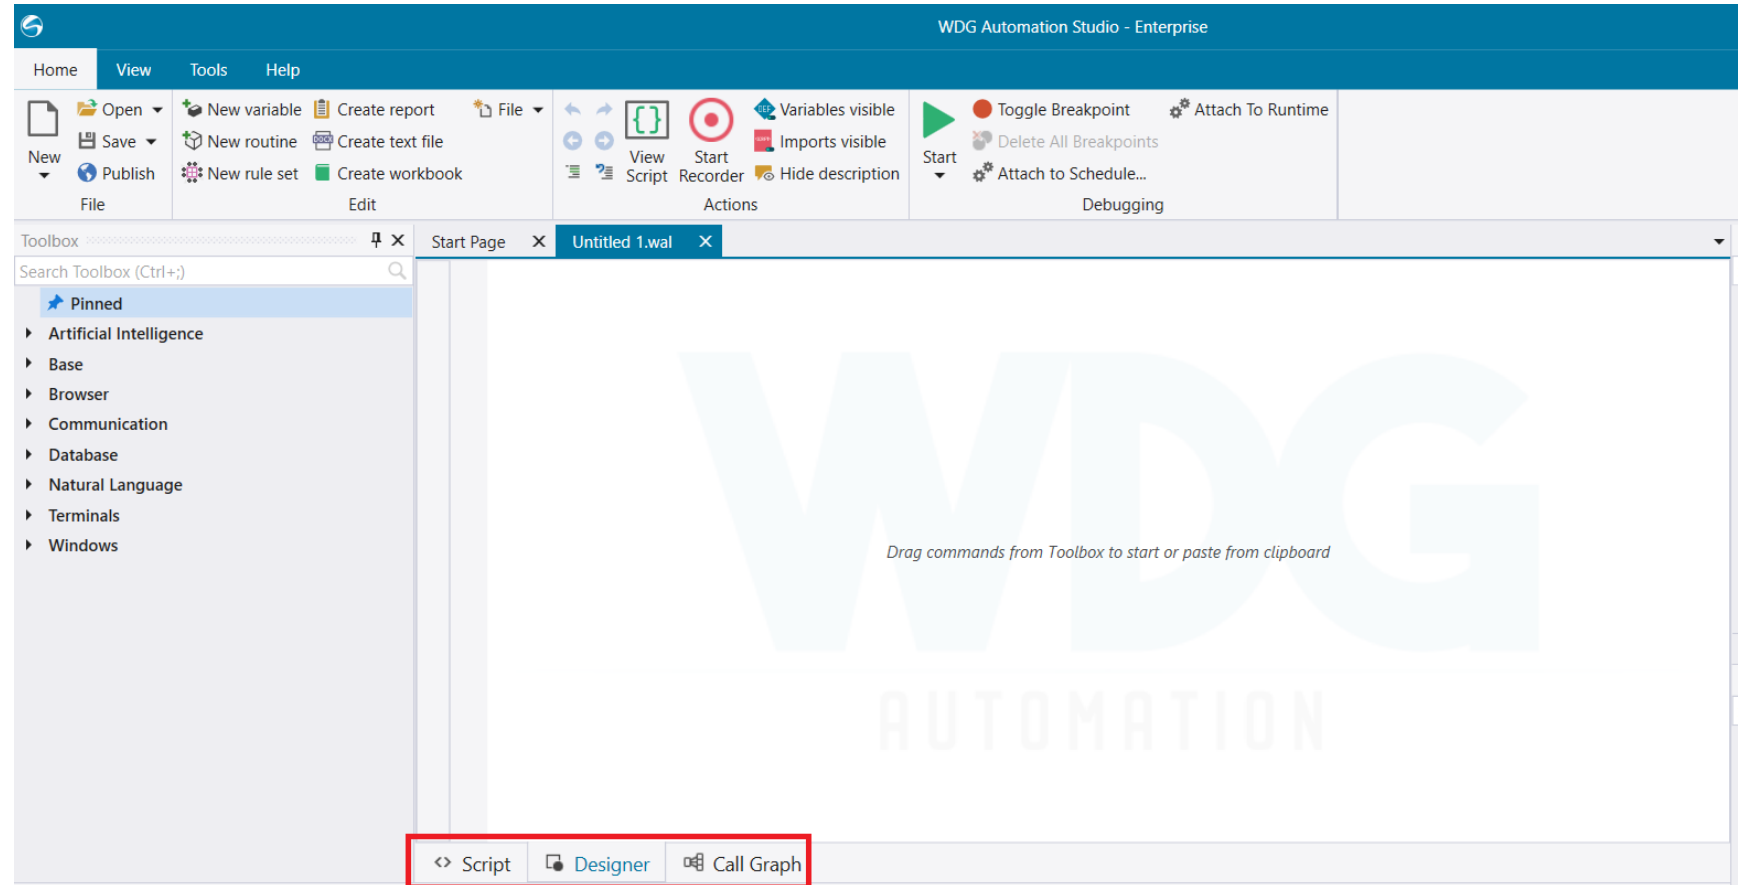 WDG Automation Studio - Enterprise
Home View Tools Help
New
Open
Save
Publish
File
New variable
New routine
New rule set
Create report
Create text file
Create workbook
File
Edit
View Script
Start Recorder
Variables visible
Imports visible
Hide description
Actions
Start
Toggle Breakpoint
Delete All Breakpoints
Attach to Schedule...
Attach To Runtime
Debugging
Toolbox
Search Toolbox (Ctrl+;)
Pinned
Artificial Intelligence
Base
Browser
Communication
Database
Natural Language
Terminals
Windows
Start Page
Untitled 1.wal
WDG
Drag commands from Toolbox to start or paste from clipboard
AUTOMATION
Script Designer Call Graph